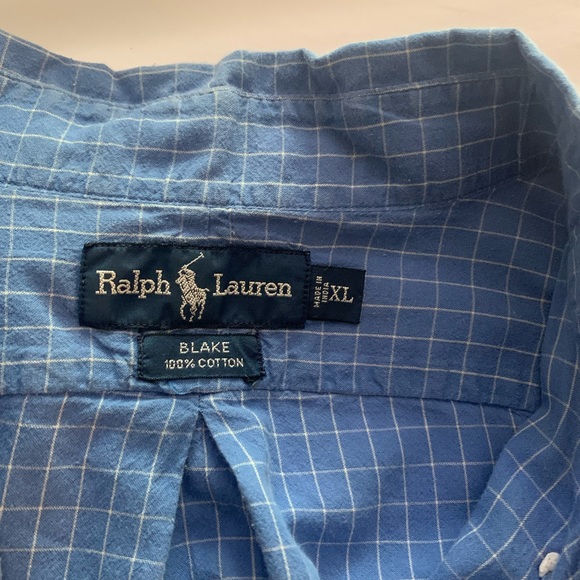 Ralph Lauren
MADE IN
INDIA
XL
BLAKE
100% COTTON